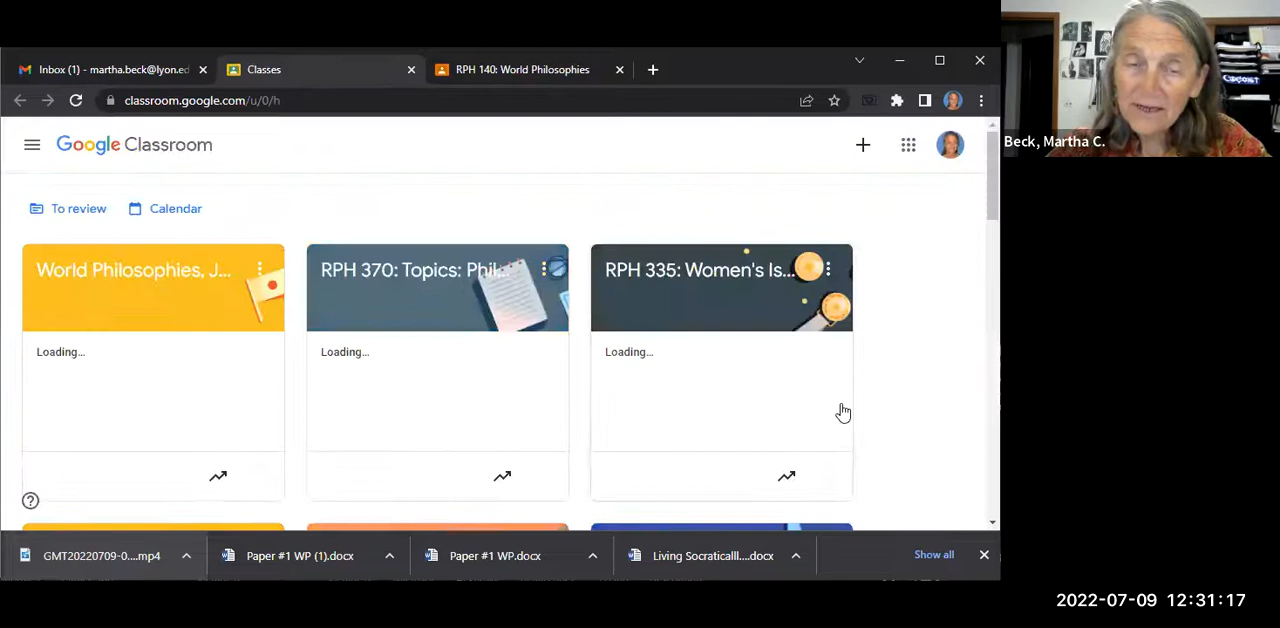 Inbox (1) - martha.beck@lyon.ed
Classes
RPH 140: World Philosophies
classroom.google.com/u/0/h
Beck, Martha C.
Google Classroom
To review
Calendar
World Philosophies, J...
RPH 370: Topics: Phil...
RPH 335: Women's Is...
Loading...
Loading...
Loading...
GMT20220709-0....mp4
Paper #1 WP (1).docx
Paper #1 WP.docx
Living Socraticalll....docx
Show all
2022-07-09 12:31:17